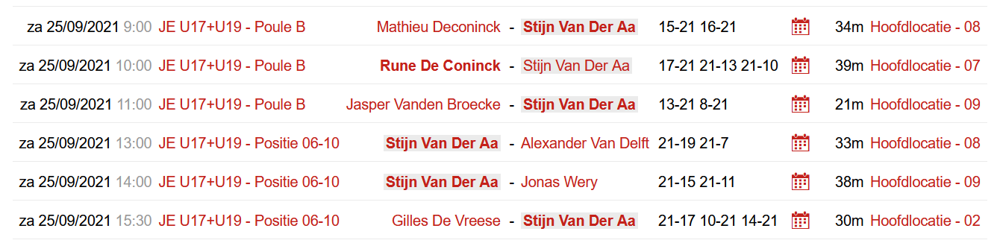 za 25/09/2021 9:00 JE U17+U19 - Poule B Mathieu Deconinck - Stijn Van Der Aa 15-21 16-21 34m Hoofdlocatie - 08
za 25/09/2021 10:00 JE U17+U19 - Poule B Rune De Coninck - Stijn Van Der Aa 17-21 21-13 21-10 39m Hoofdlocatie - 07
za 25/09/2021 11:00 JE U17+U19 - Poule B Jasper Vanden Broecke - Stijn Van Der Aa 13-21 8-21 21m Hoofdlocatie - 09
za 25/09/2021 13:00 JE U17+U19 - Positie 06-10 Stijn Van Der Aa - Alexander Van Delft 21-19 21-7 33m Hoofdlocatie - 08
za 25/09/2021 14:00 JE U17+U19 - Positie 06-10 Stijn Van Der Aa - Jonas Wery 21-15 21-11 38m Hoofdlocatie - 09
za 25/09/2021 15:30 JE U17+U19 - Positie 06-10 Gilles De Vreese - Stijn Van Der Aa 21-17 10-21 14-21 30m Hoofdlocatie - 02